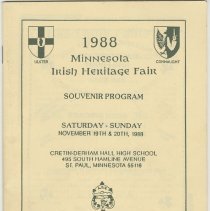 1988
Minnesota
Irish Heritage Fair
ULSTER
CONNAUGHT
SOUVENIR PROGRAM
SATURDAY - SUNDAY
NOVEMBER 19TH & 20TH, 1988
CRETIN-DERHAM HALL HIGH SCHOOL
495 SOUTH HAMLINE AVENUE
ST. PAUL, MINNESOTA 55116